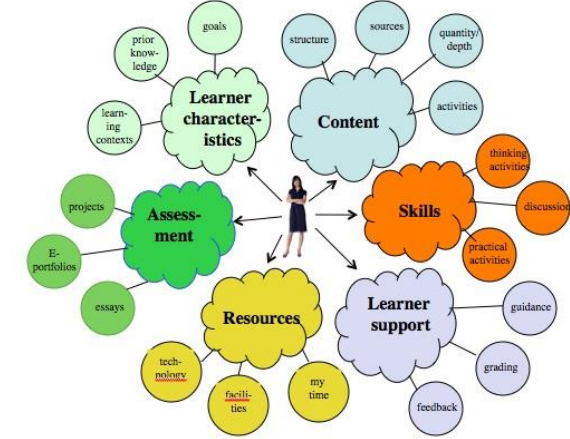 goals
prior
know-
ledge
learn-
ing
contexts
Learner
character-
istics
structure
sources
quantity/
depth
activities
Content
thinking
activities
discussion
practical
activities
Skills
projects
E-
portfolios
essays
Assess-
ment
Resources
tech-
nology
facili-
ties
my
time
Learner
support
guidance
grading
feedback